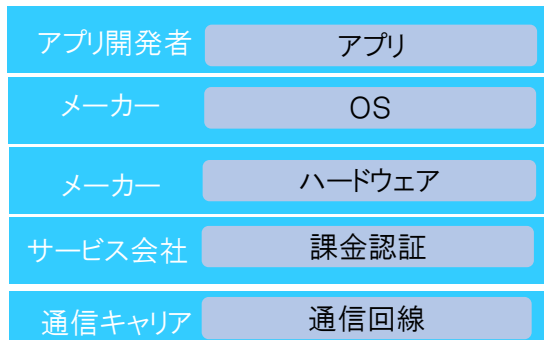 アプリ開発者 アプリ
メーカー OS
メーカー ハードウェア
サービス会社 課金認証
通信キャリア 通信回線